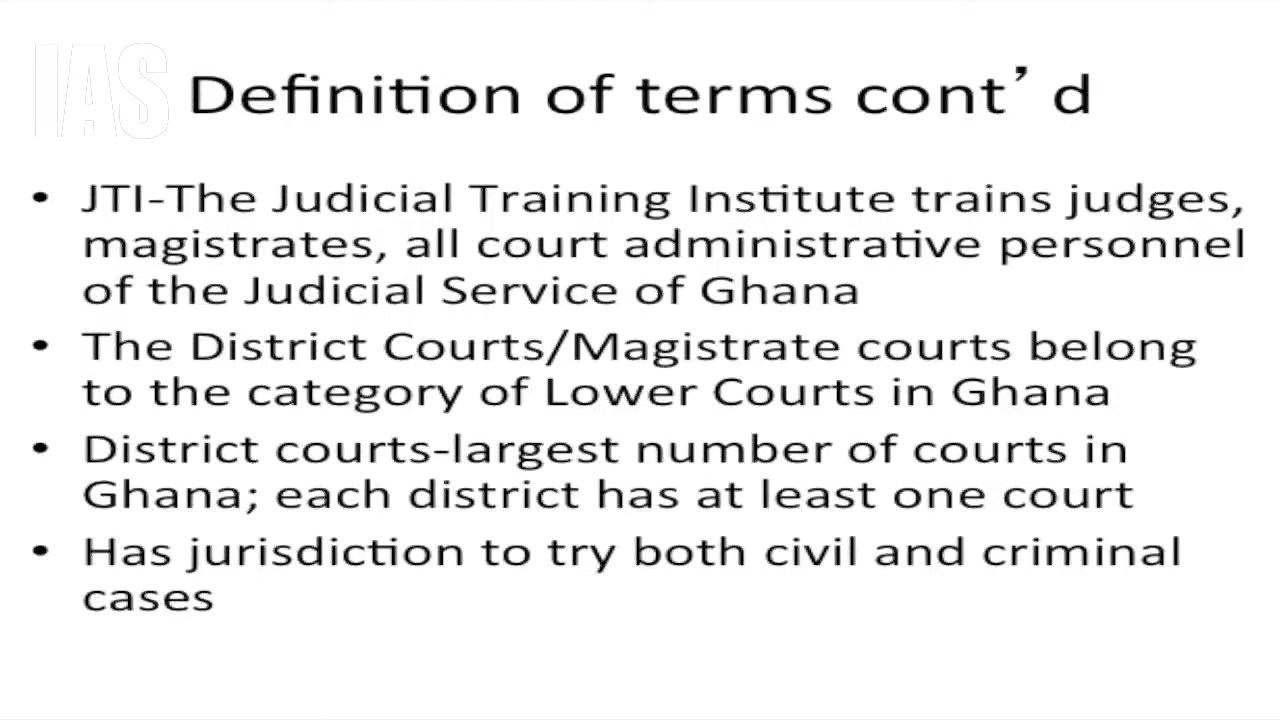 IAS
Definition of terms cont’d
• JTI-The Judicial Training Institute trains judges,
magistrates, all court administrative personnel
of the Judicial Service of Ghana
• The District Courts/Magistrate courts belong
to the category of Lower Courts in Ghana
• District courts-largest number of courts in
Ghana; each district has at least one court
• Has jurisdiction to try both civil and criminal
cases